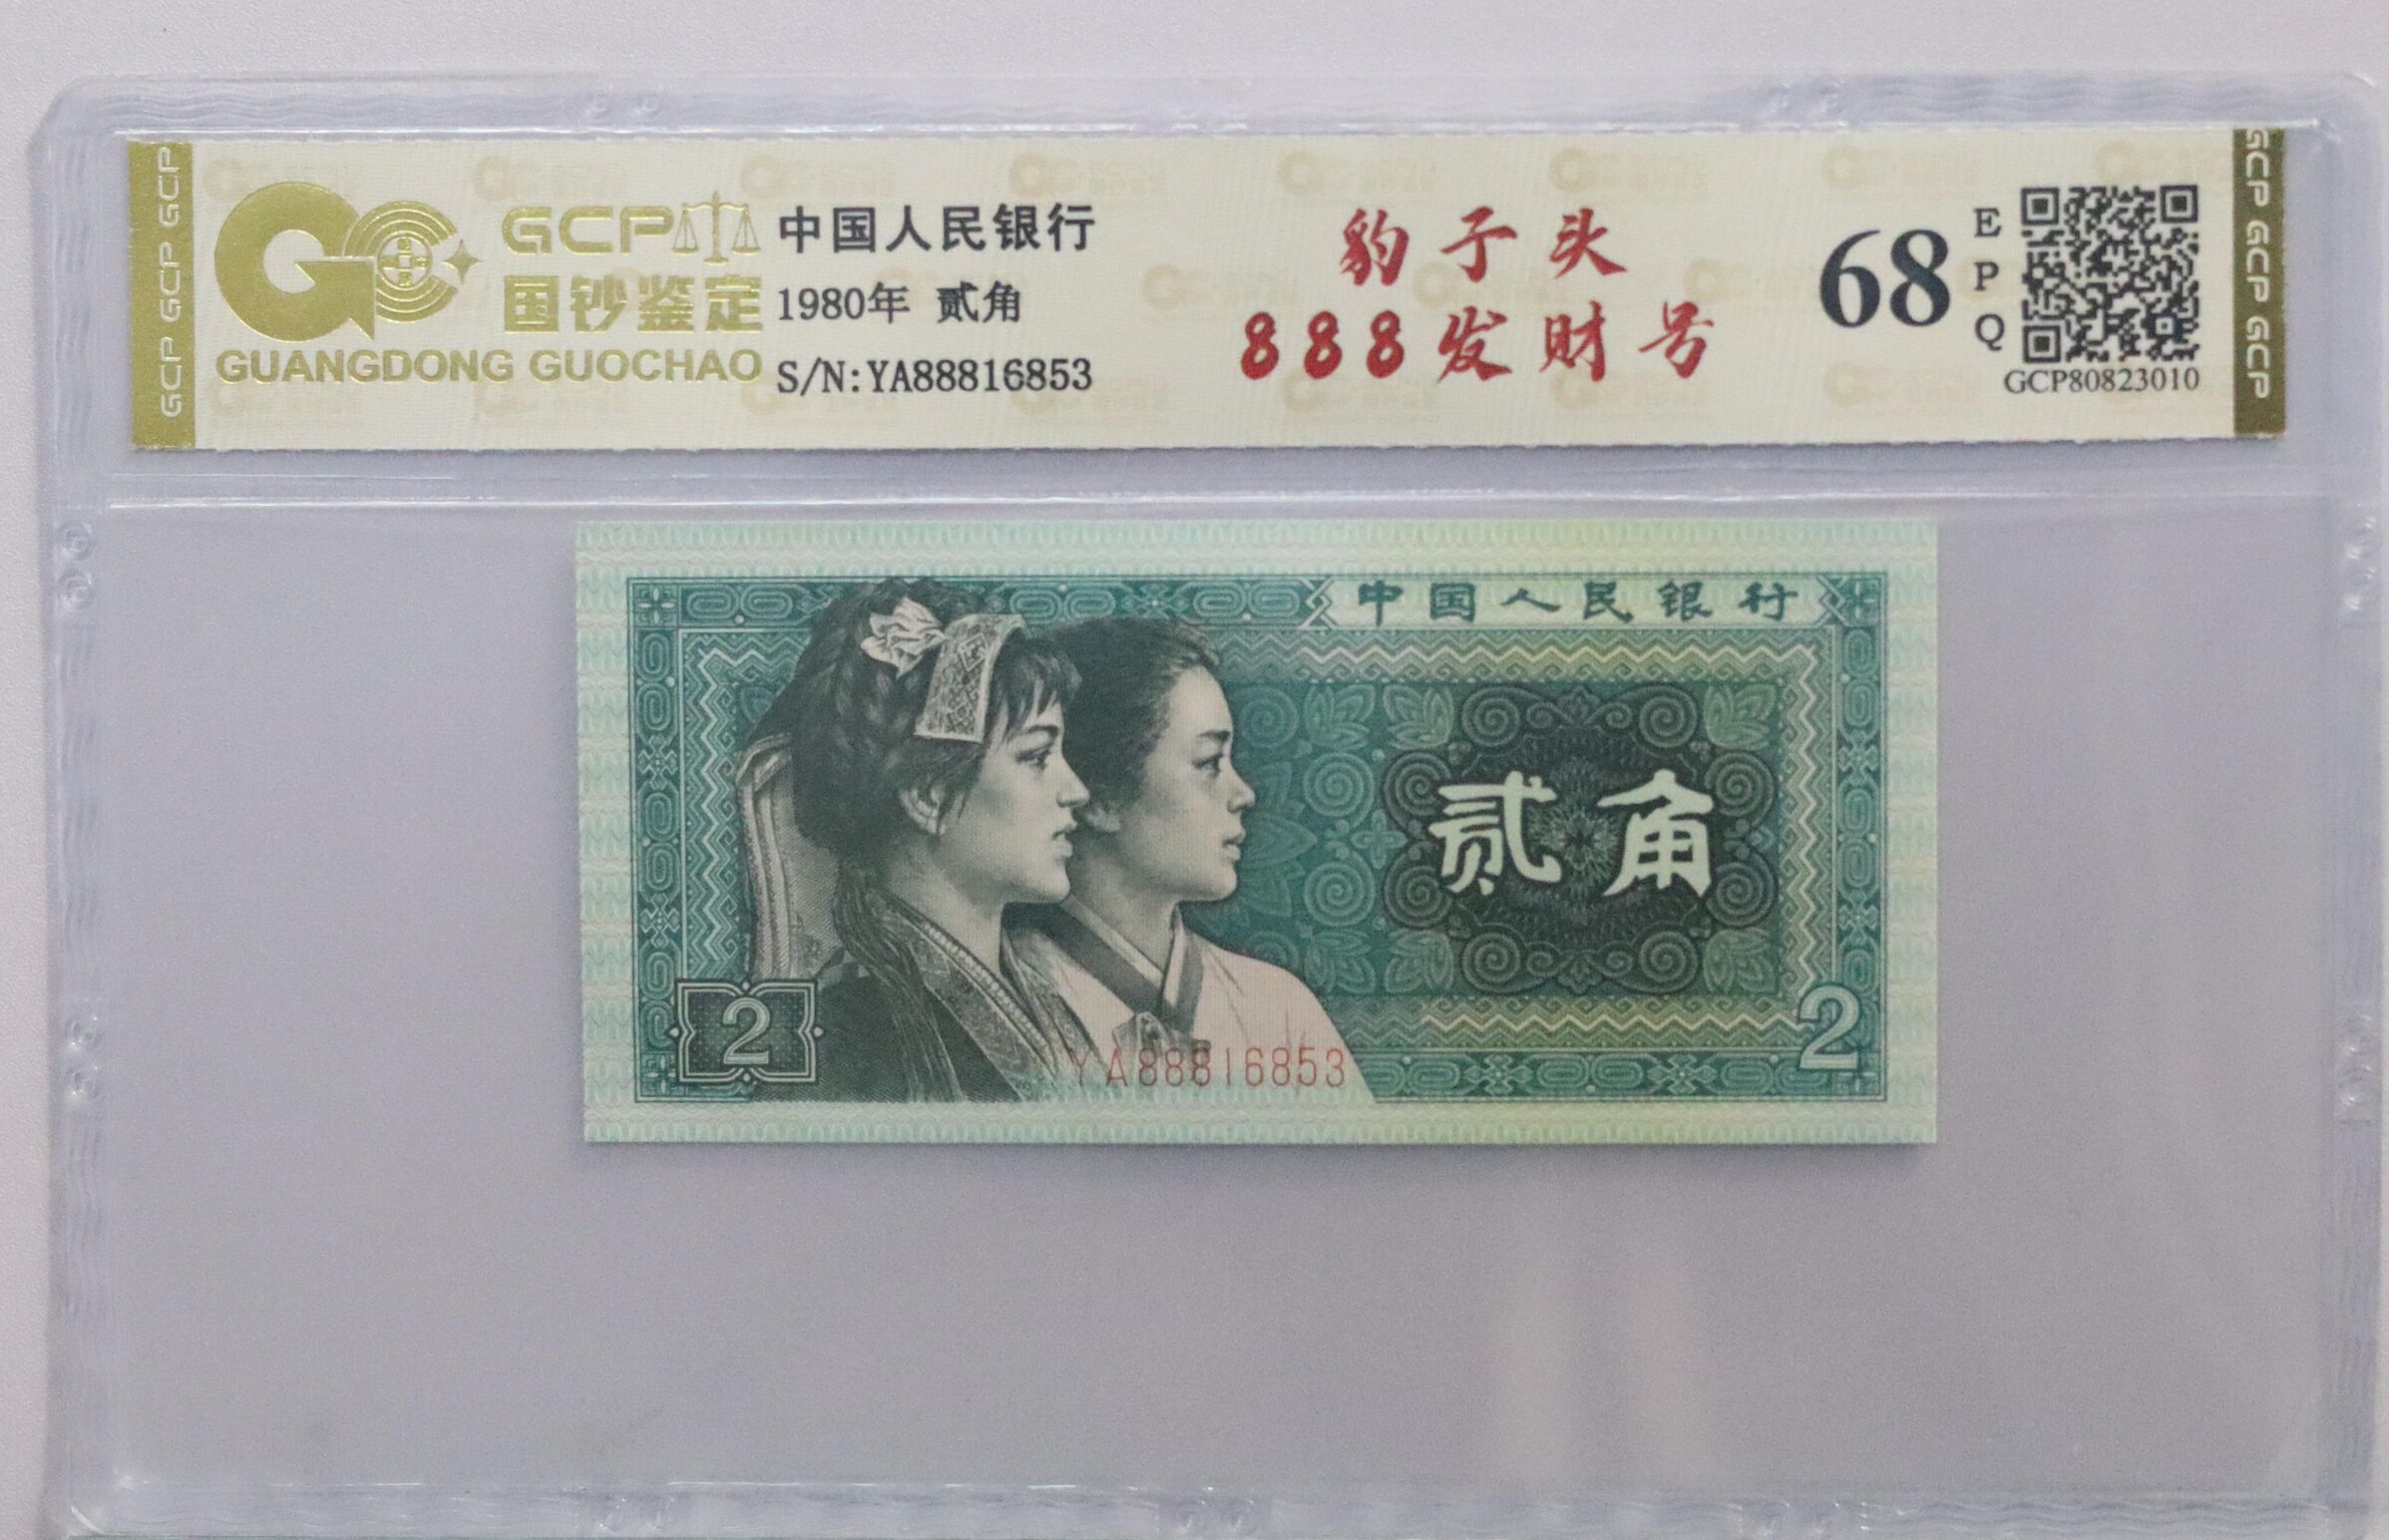 GCP GCP GCP
GCP
国钞鉴定
GUANGDONG GUOCHAO
中国人民银行
1980年 贰角
S/N:YA88816853
豹子头
888发财号
68
EPQ
GCP80823010
GCP GCP GCP
中国人民银行
贰角
2
2
YA88816853